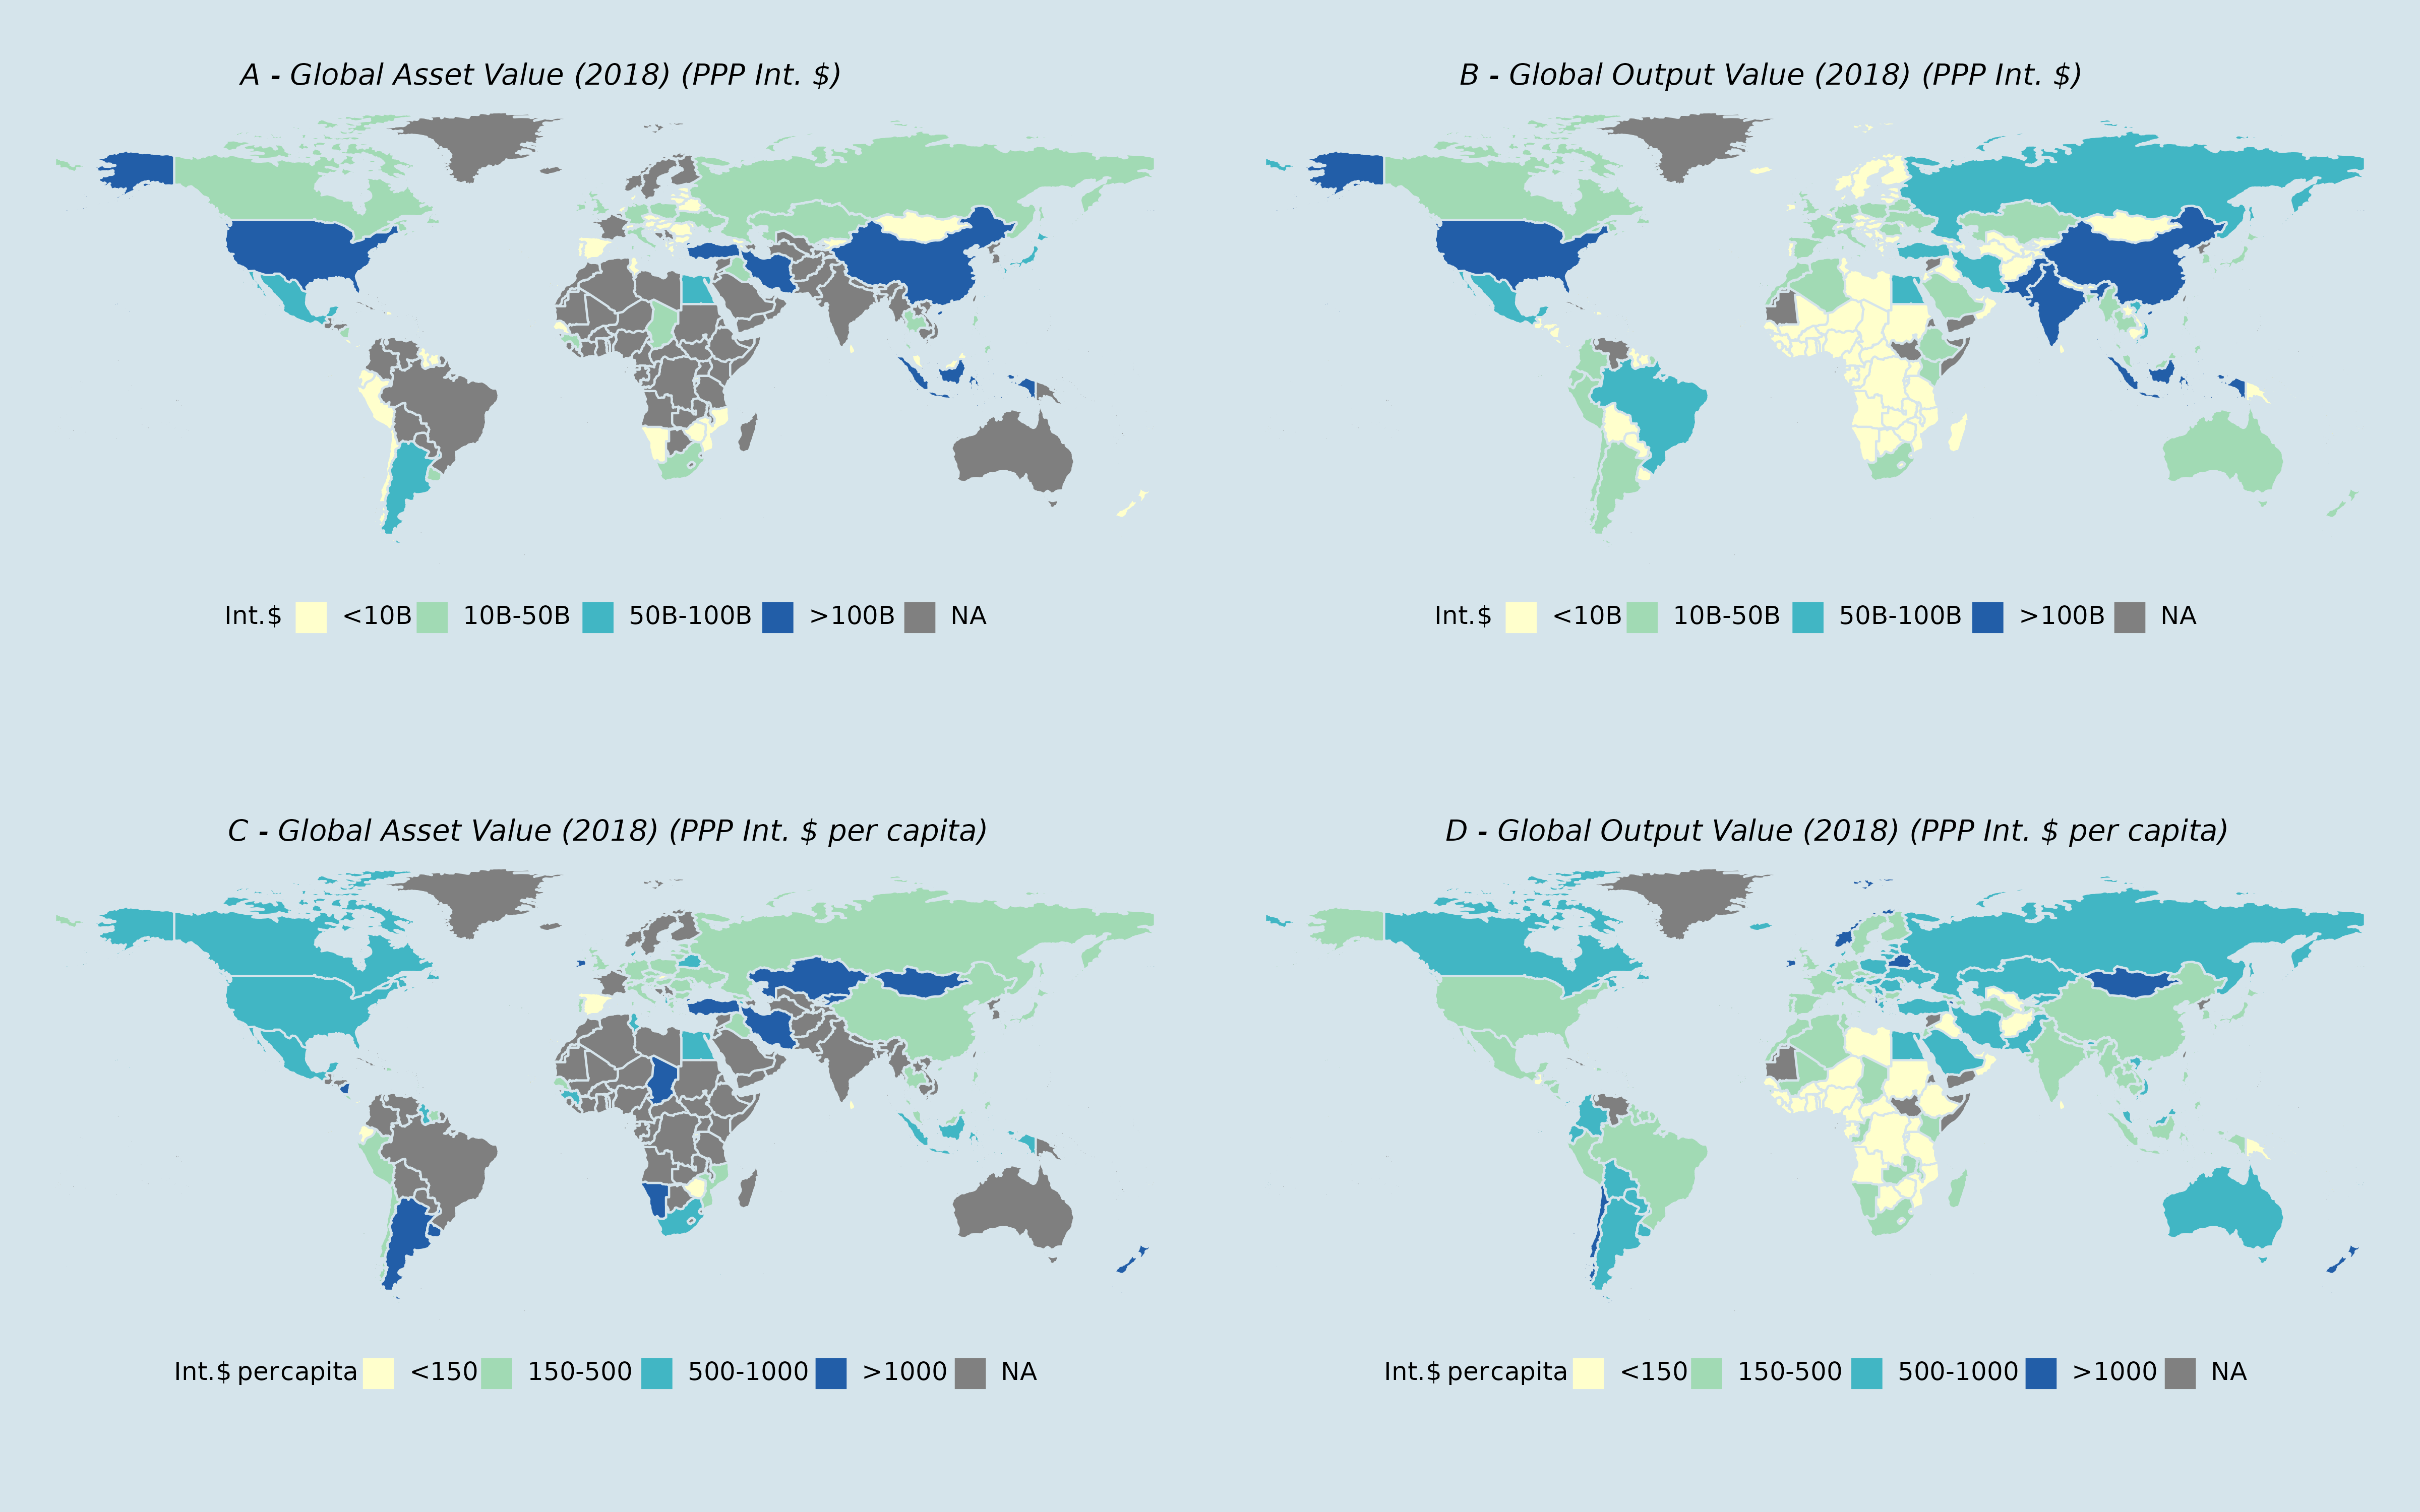 A - Global Asset Value (2018) (PPP Int. $)
B - Global Output Value (2018) (PPP Int. $)
Int.$ <10B 10B-50B 50B-100B >100B NA
Int.$ <10B 10B-50B 50B-100B >100B NA
C - Global Asset Value (2018) (PPP Int. $ per capita)
D - Global Output Value (2018) (PPP Int. $ per capita)
Int.$ percapita <150 150-500 500-1000 >1000 NA
Int.$ percapita <150 150-500 500-1000 >1000 NA